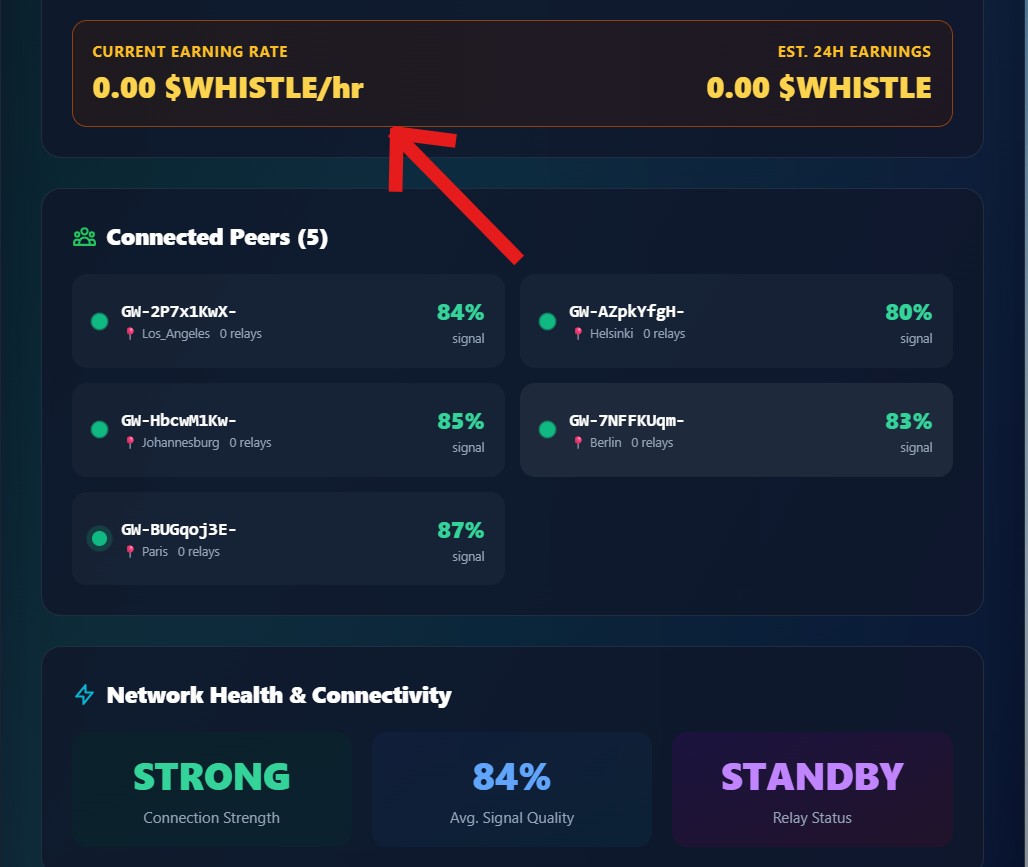 CURRENT EARNING RATE
0.00 $WHISTLE/hr
EST. 24H EARNINGS
0.00 $WHISTLE
Connected Peers (5)
GW-2P7x1KwX-
Los_Angeles 0 relays
84%
signal
GW-AZpkYfgH-
Helsinki 0 relays
80%
signal
GW-HbcwM1Kw-
Johannesburg 0 relays
85%
signal
GW-7NFFKUqm-
Berlin 0 relays
83%
signal
GW-BUGqoj3E-
Paris 0 relays
87%
signal
Network Health & Connectivity
STRONG
Connection Strength
84%
Avg. Signal Quality
STANDBY
Relay Status